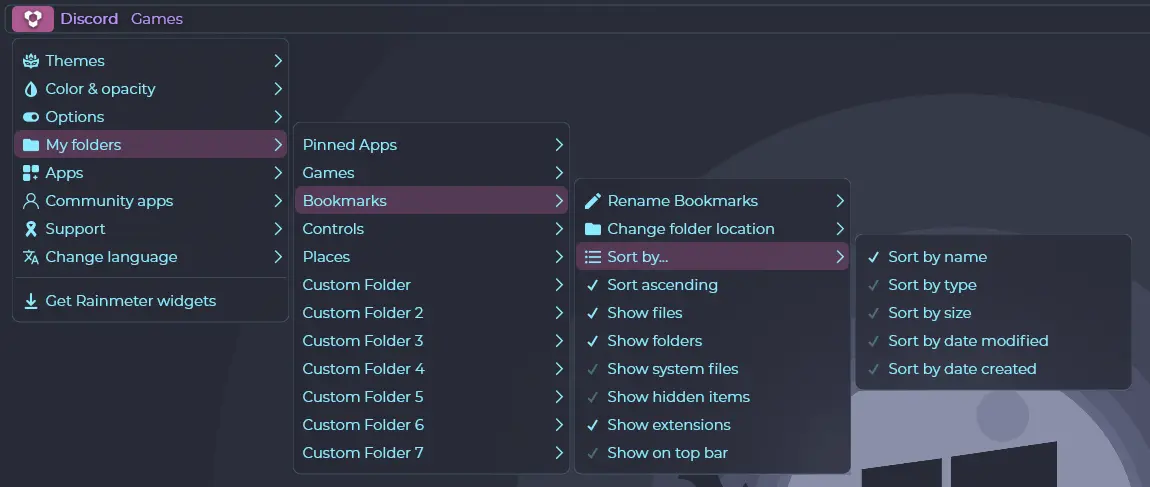 Discord Games
Themes
Color & opacity
Options
My folders
Apps
Community apps
Support
Change language
Get Rainmeter widgets
Pinned Apps
Games
Bookmarks
Controls
Places
Custom Folder
Custom Folder 2
Custom Folder 3
Custom Folder 4
Custom Folder 5
Custom Folder 6
Custom Folder 7
Rename Bookmarks
Change folder location
Sort by...
Sort ascending
Show files
Show folders
Show system files
Show hidden items
Show extensions
Show on top bar
Sort by name
Sort by type
Sort by size
Sort by date modified
Sort by date created